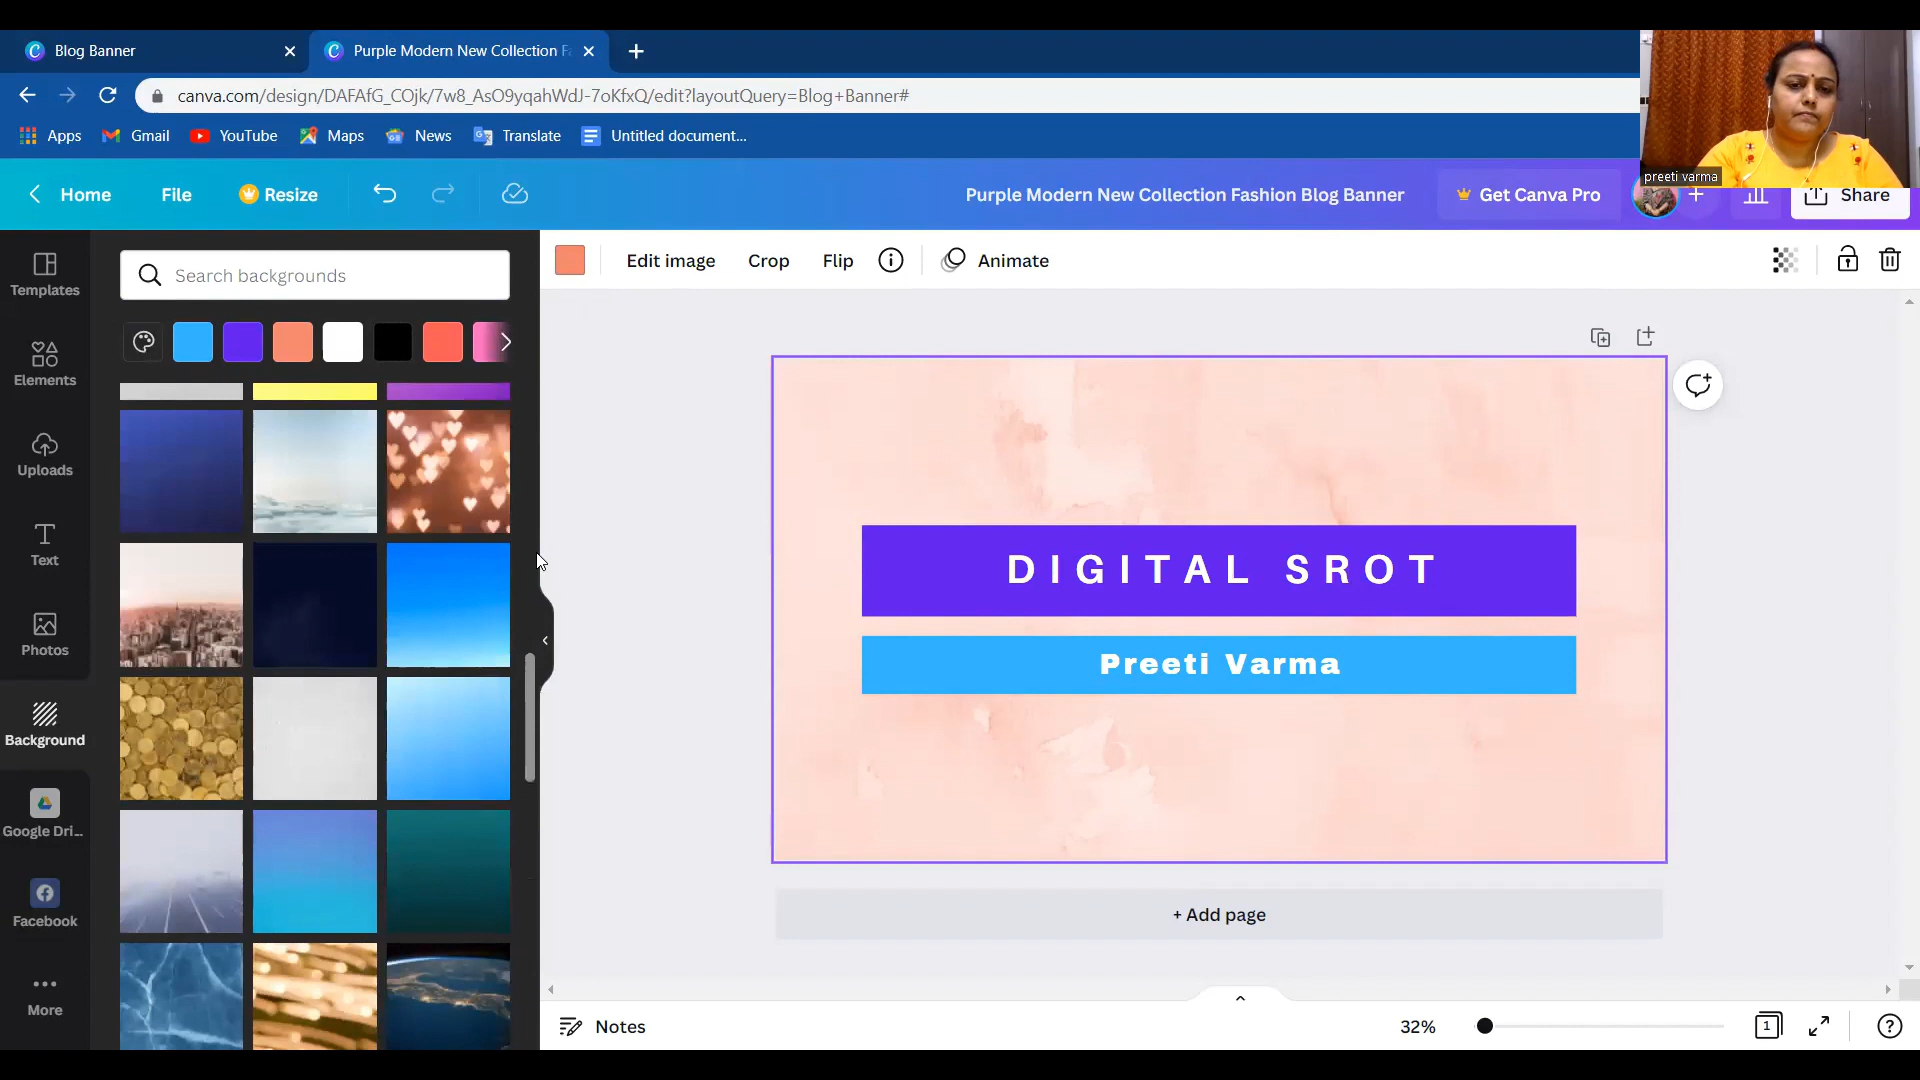 Blog Banner
Purple Modern New Collection F
canva.com/design/DAFAfG_COjk/7w8_AsO9yqahWdJ-7oKfxQ/edit?layoutQuery=Blog+Banner#
Apps Gmail YouTube Maps News Translate Untitled document...
preeti varma
Home File Resize Purple Modern New Collection Fashion Blog Banner Get Canva Pro Share
Search backgrounds
Edit image Crop Flip Animate
Templates
Elements
Uploads
Text
Photos
Background
Google Dri...
Facebook
More
DIGITAL SROT
Preeti Varma
+ Add page
Notes 32% 1